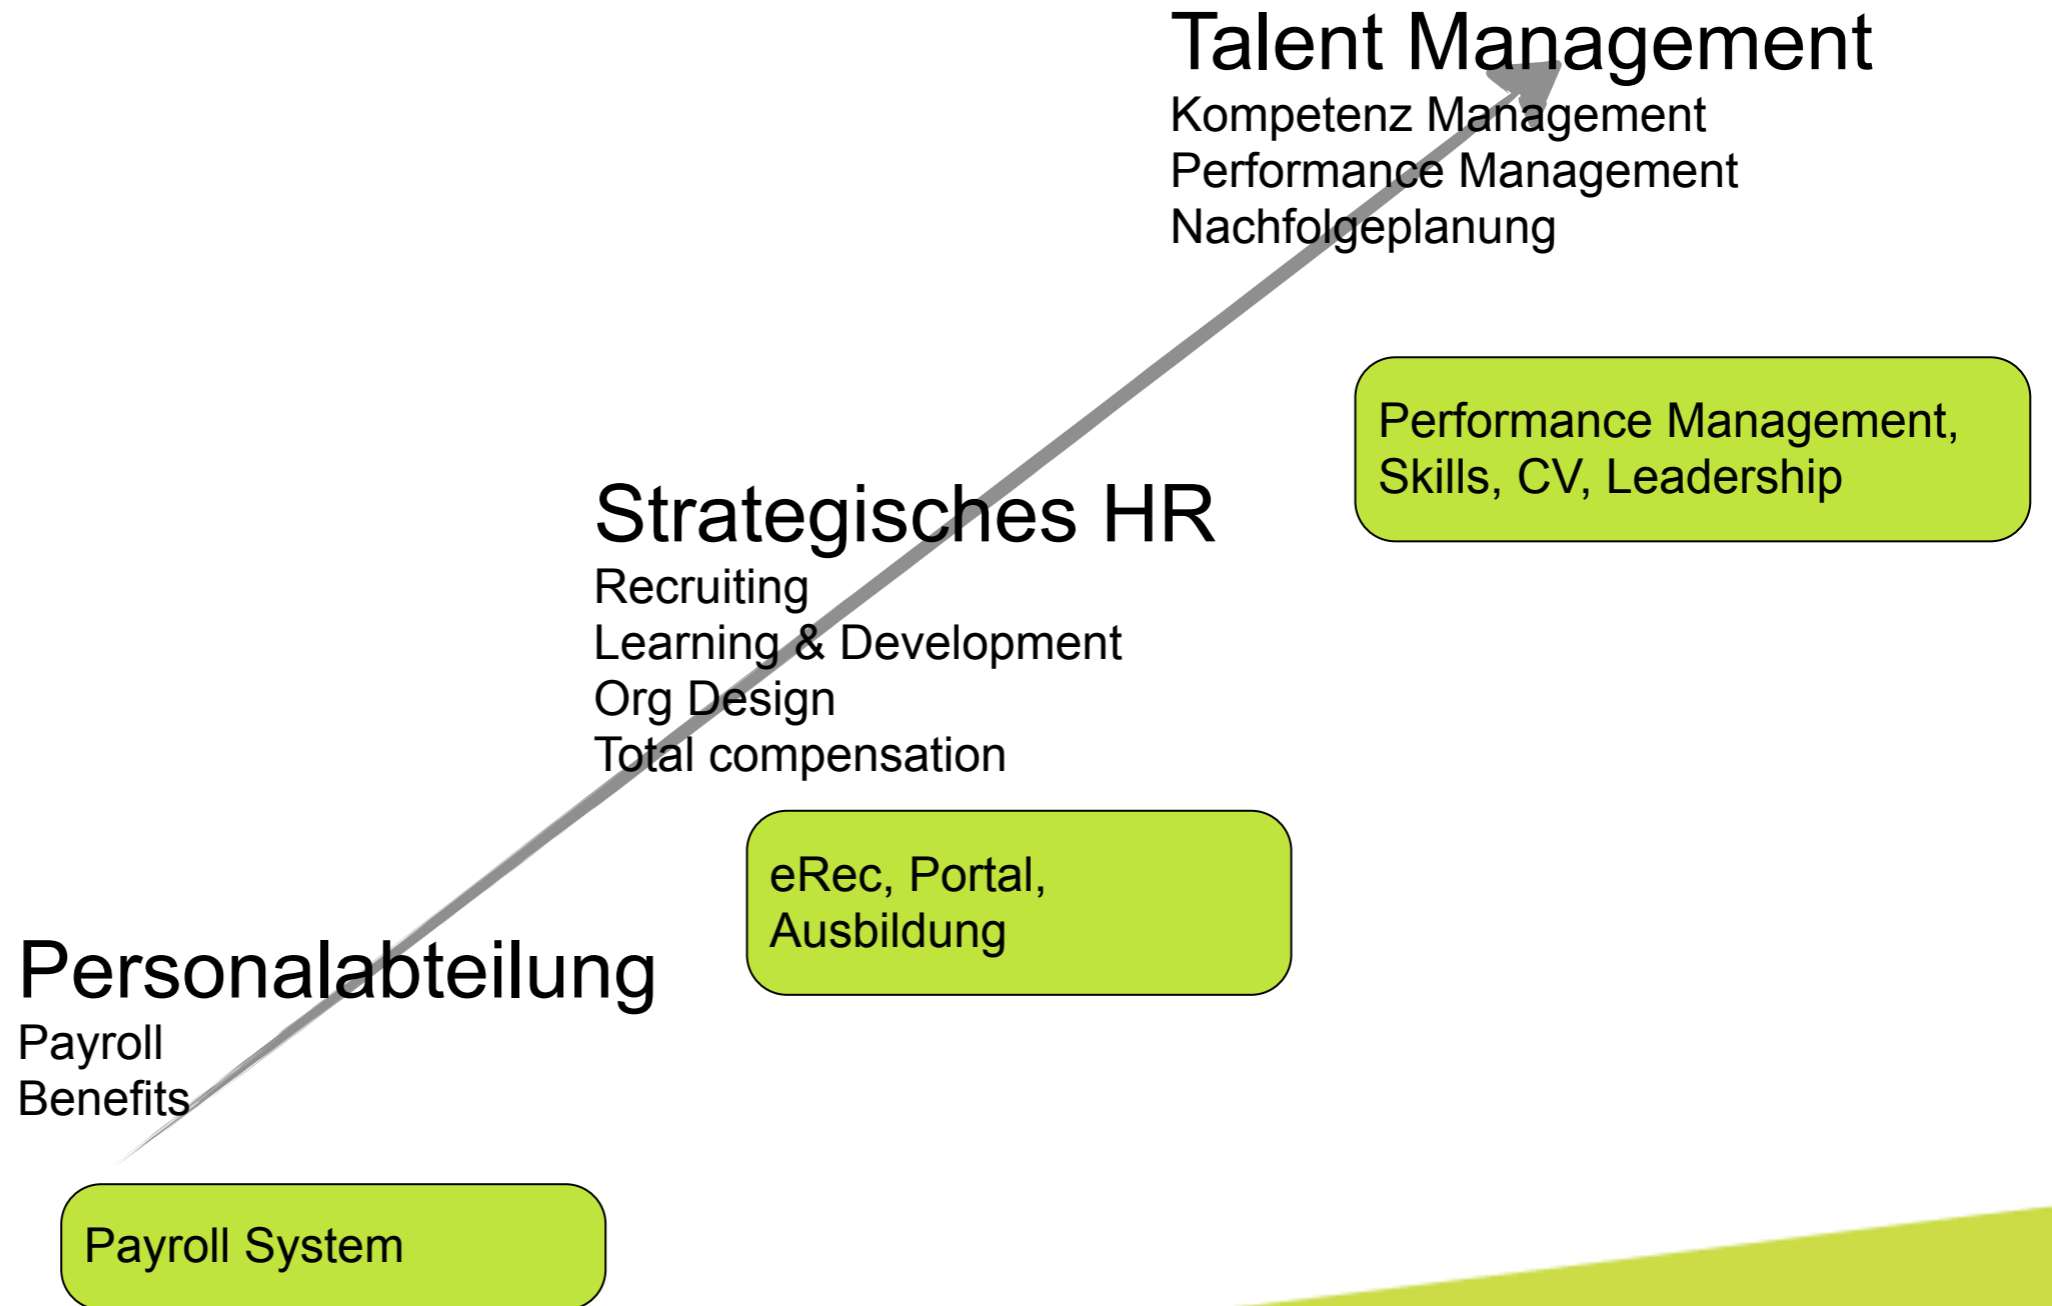 Talent Management
Kompetenz Management
Performance Management
Nachfolgeplanung
Performance Management,
Skills, CV, Leadership
Strategisches HR
Recruiting
Learning & Development
Org Design
Total compensation
eRec, Portal,
Ausbildung
Personalabteilung
Payroll
Benefits
Payroll System